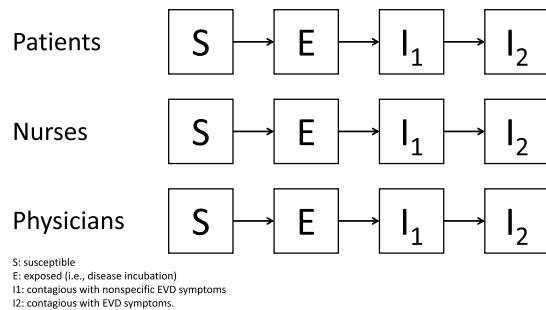 Patients S E I₁ I₂
Nurses S E I₁ I₂
Physicians S E I₁ I₂
S: susceptible
E: exposed (i.e., disease incubation)
I1: contagious with nonspecific EVD symptoms
I2: contagious with EVD symptoms.